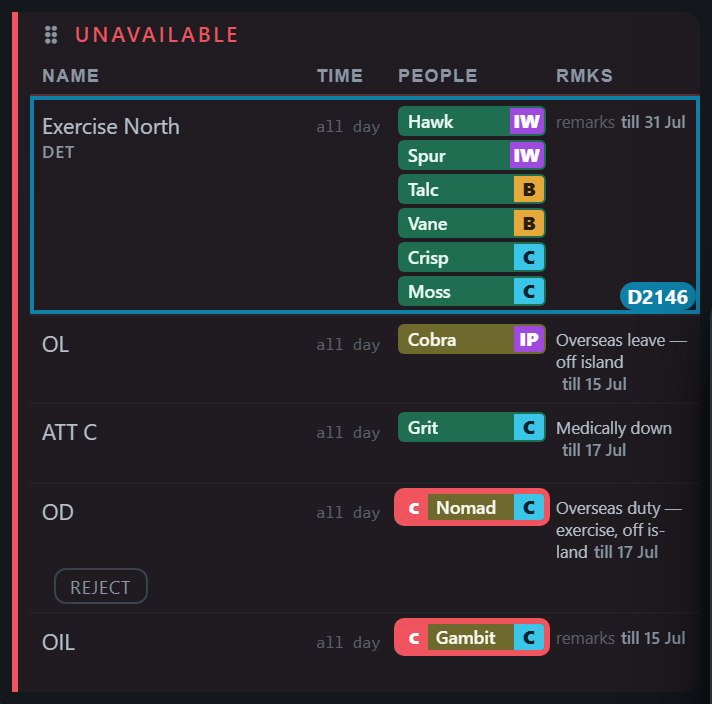 UNAVAILABLE
NAME TIME PEOPLE RMKS
Exercise North all day Hawk IW remarks till 31 Jul
DET
Spur IW
Talc B
Vane B
Crisp C
Moss C
D2146
OL all day Cobra IP Overseas leave —
off island
till 15 Jul
ATT C all day Grit C Medically down
till 17 Jul
OD all day c Nomad C Overseas duty —
exercise, off is-
land till 17 Jul
REJECT
OIL all day c Gambit C remarks till 15 Jul